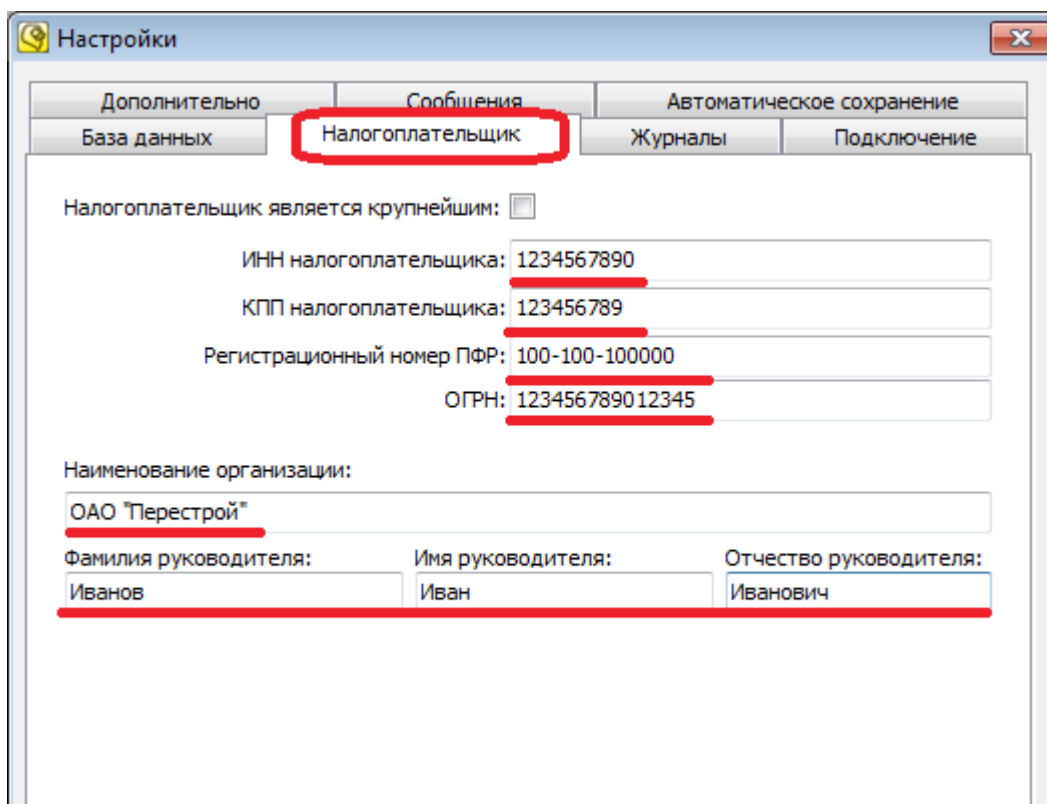 Настройки
Дополнительно Сообщения Автоматическое сохранение
База данных Налогоплательщик Журналы Подключение
Налогоплательщик является крупнейшим:
ИНН налогоплательщика: 1234567890
КПП налогоплательщика: 123456789
Регистрационный номер ПФР: 100-100-100000
ОГРН: 123456789012345
Наименование организации:
ОАО "Перестрой"
Фамилия руководителя: Имя руководителя: Отчество руководителя:
Иванов Иван Иванович